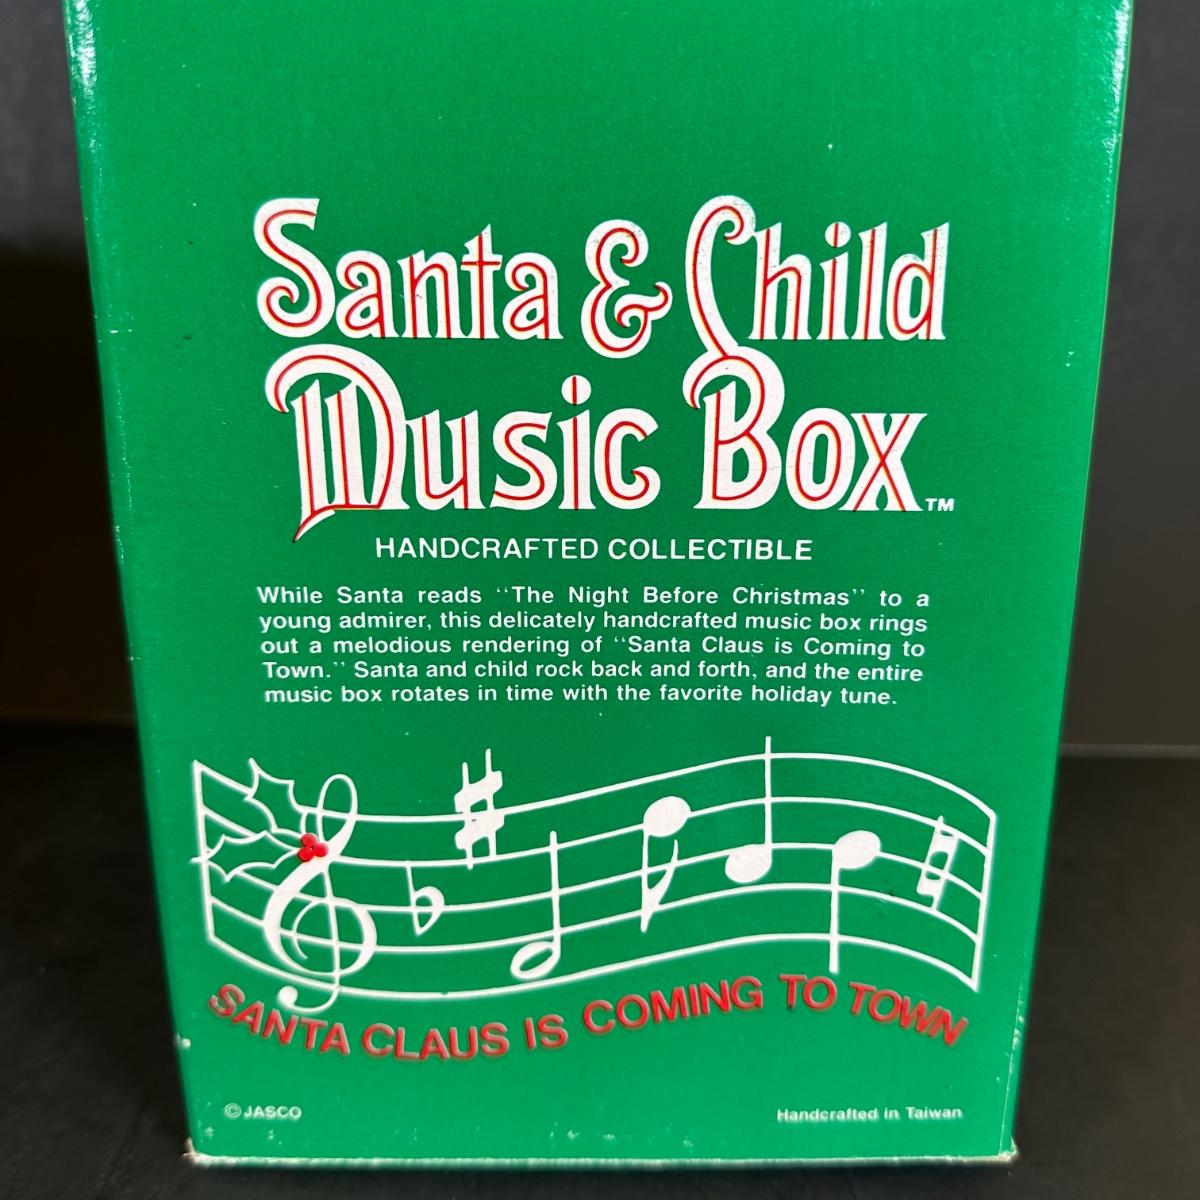 Santa & Child
Music Box™
HANDCRAFTED COLLECTIBLE
While Santa reads “The Night Before Christmas” to a
young admirer, this delicately handcrafted music box rings
out a melodious rendering of “Santa Claus is Coming to
Town.” Santa and child rock back and forth, and the entire
music box rotates in time with the favorite holiday tune.
SANTA CLAUS IS COMING TO TOWN
©JASCO
Handcrafted in Taiwan